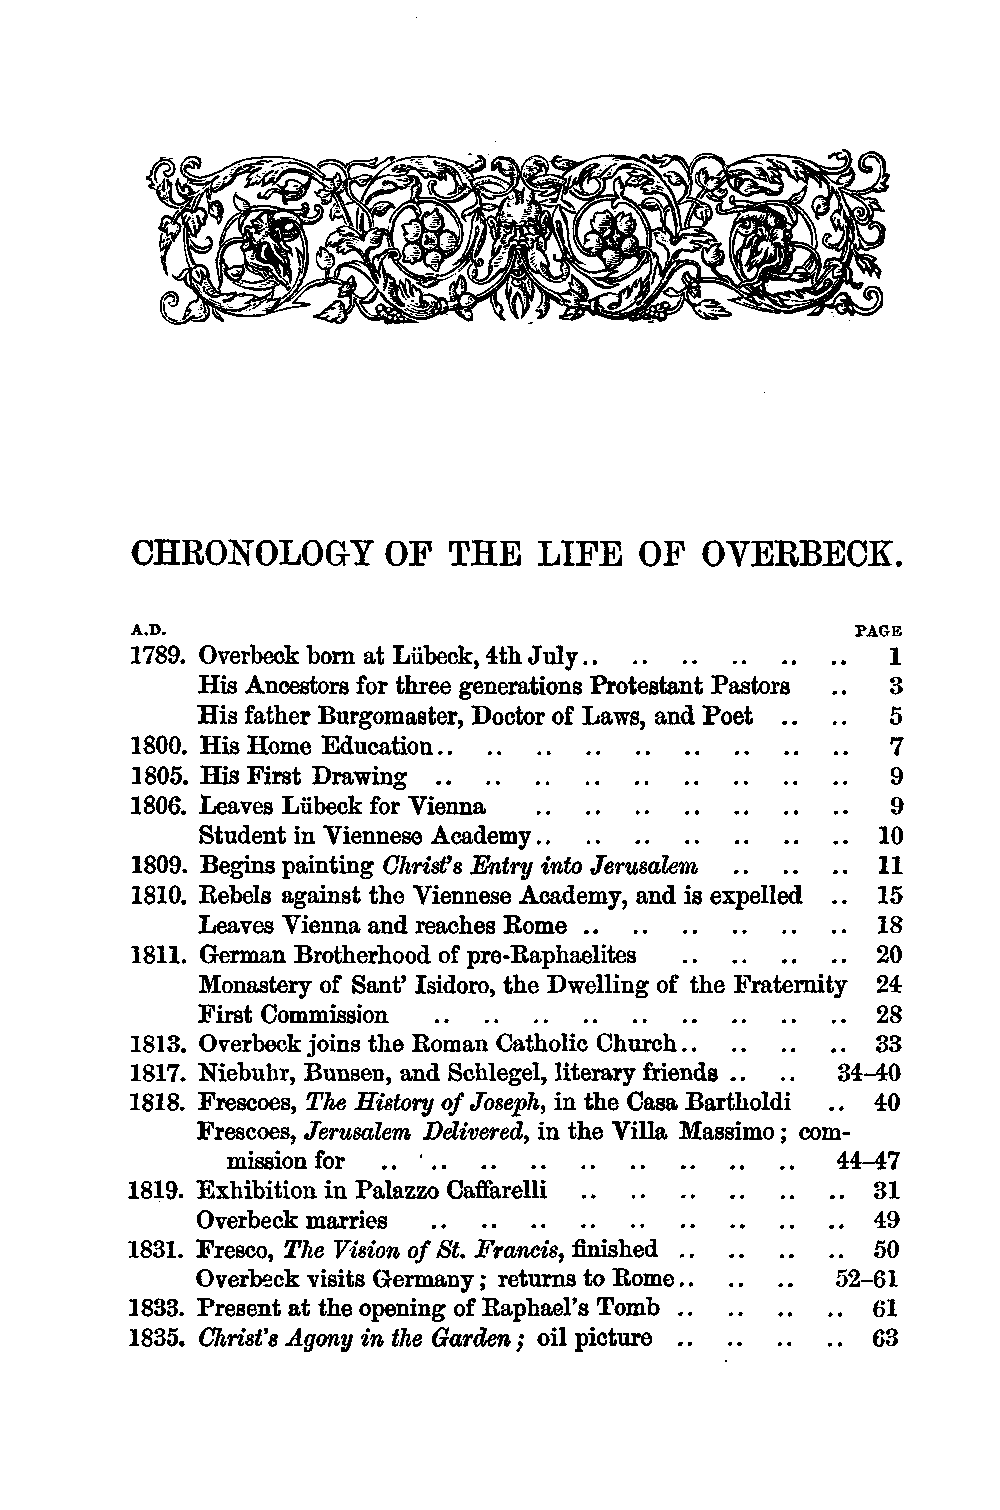 CHRONOLOGY OF THE LIFE OF OVERBECK.
A.D. PAGE
1789. Overbeck born at Lübeck, 4th July .. .. .. .. .. .. 1
His Ancestors for three generations Protestant Pastors .. 3
His father Burgomaster, Doctor of Laws, and Poet .. .. 5
1800. His Home Education .. .. .. .. .. .. .. .. .. 7
1805. His First Drawing .. .. .. .. .. .. .. .. .. 9
1806. Leaves Lübeck for Vienna .. .. .. .. .. .. .. 9
Student in Viennese Academy .. .. .. .. .. .. .. 10
1809. Begins painting Christ's Entry into Jerusalem .. .. .. 11
1810. Rebels against the Viennese Academy, and is expelled .. 15
Leaves Vienna and reaches Rome .. .. .. .. .. .. 18
1811. German Brotherhood of pre-Raphaelites .. .. .. .. 20
Monastery of Sant' Isidoro, the Dwelling of the Fraternity 24
First Commission .. .. .. .. .. .. .. .. .. 28
1813. Overbeck joins the Roman Catholic Church .. .. .. .. 33
1817. Niebuhr, Bunsen, and Schlegel, literary friends .. .. 34–40
1818. Frescoes, The History of Joseph, in the Casa Bartholdi .. 40
Frescoes, Jerusalem Delivered, in the Villa Massimo; com-
mission for .. .. .. .. .. .. .. .. .. 44–47
1819. Exhibition in Palazzo Caffarelli .. .. .. .. .. .. 31
Overbeck marries .. .. .. .. .. .. .. .. .. 49
1831. Fresco, The Vision of St. Francis, finished .. .. .. .. 50
Overbeck visits Germany; returns to Rome .. .. .. 52–61
1833. Present at the opening of Raphael's Tomb .. .. .. .. 61
1835. Christ's Agony in the Garden; oil picture .. .. .. .. 63